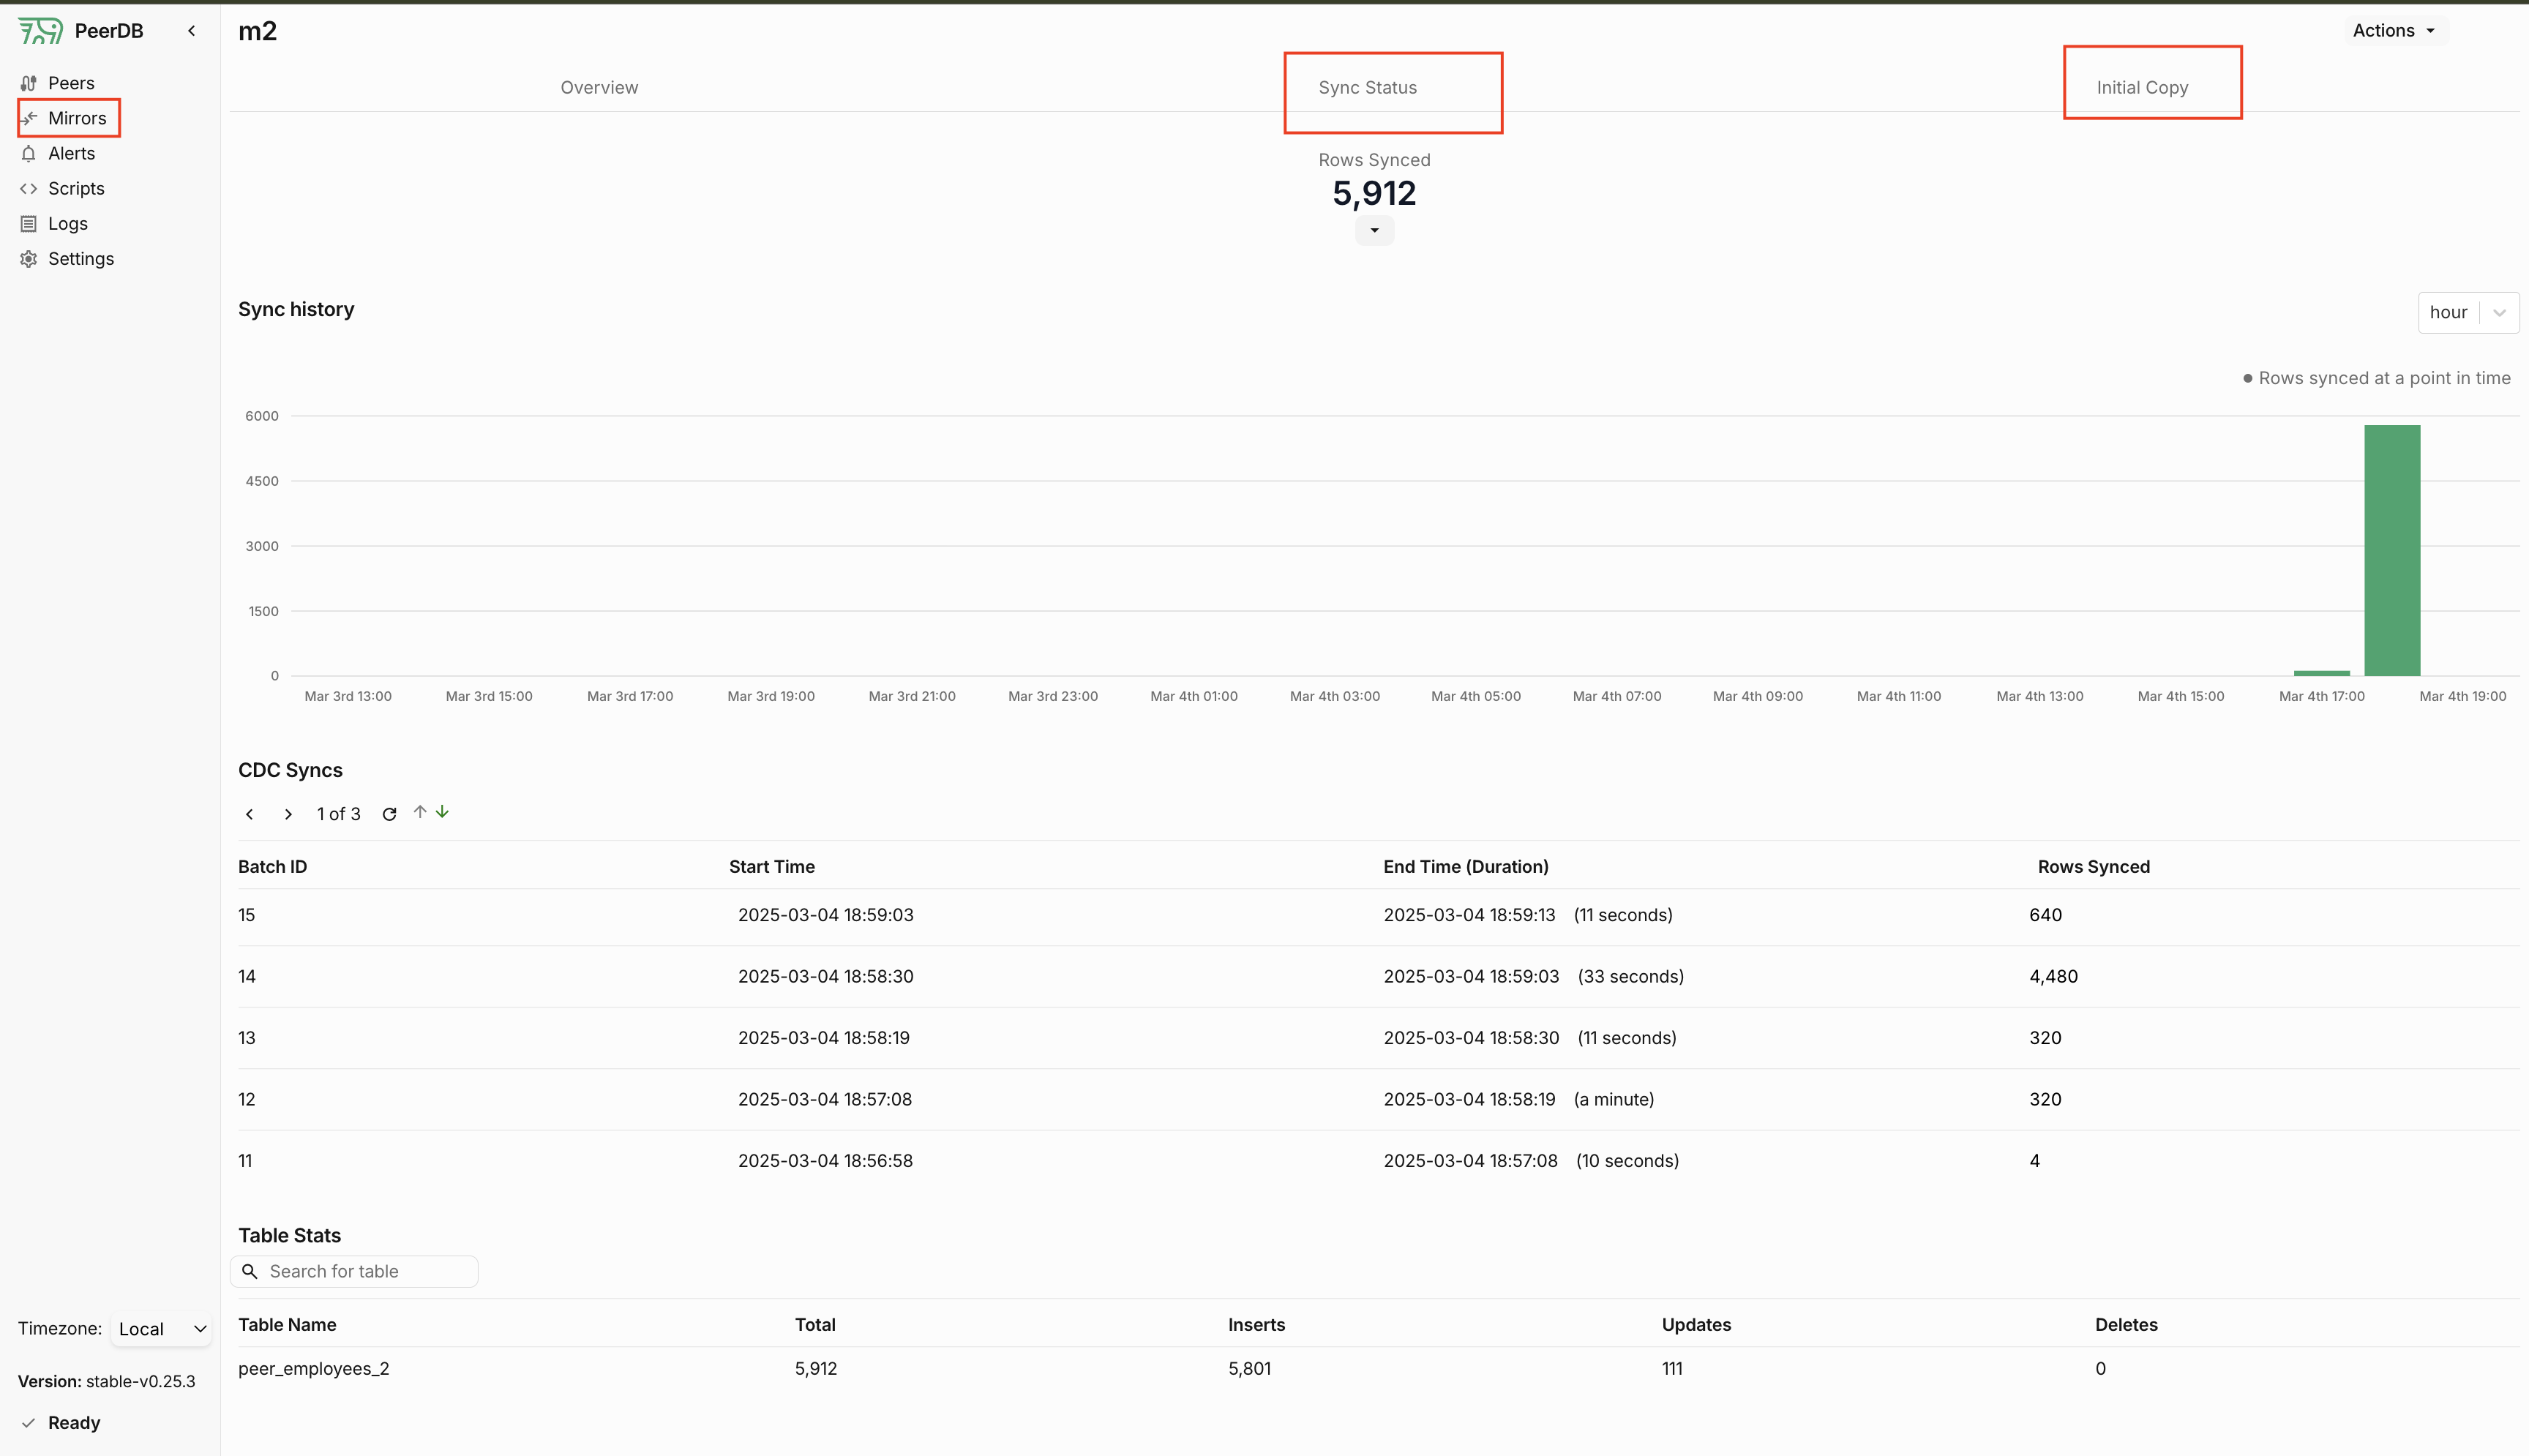 PeerDB
Peers
Mirrors
Alerts
Scripts
Logs
Settings
Timezone: Local
Version: stable-v0.25.3
Ready
m2
Actions
Overview Sync Status Initial Copy
Rows Synced
5,912
Sync history
hour
Rows synced at a point in time
6000
4500
3000
1500
0
Mar 3rd 13:00 Mar 3rd 15:00 Mar 3rd 17:00 Mar 3rd 19:00 Mar 3rd 21:00 Mar 3rd 23:00 Mar 4th 01:00 Mar 4th 03:00 Mar 4th 05:00 Mar 4th 07:00 Mar 4th 09:00 Mar 4th 11:00 Mar 4th 13:00 Mar 4th 15:00 Mar 4th 17:00 Mar 4th 19:00
CDC Syncs
1 of 3
Batch ID Start Time End Time (Duration) Rows Synced
15 2025-03-04 18:59:03 2025-03-04 18:59:13 (11 seconds) 640
14 2025-03-04 18:58:30 2025-03-04 18:59:03 (33 seconds) 4,480
13 2025-03-04 18:58:19 2025-03-04 18:58:30 (11 seconds) 320
12 2025-03-04 18:57:08 2025-03-04 18:58:19 (a minute) 320
11 2025-03-04 18:56:58 2025-03-04 18:57:08 (10 seconds) 4
Table Stats
Search for table
Table Name Total Inserts Updates Deletes
peer_employees_2 5,912 5,801 111 0